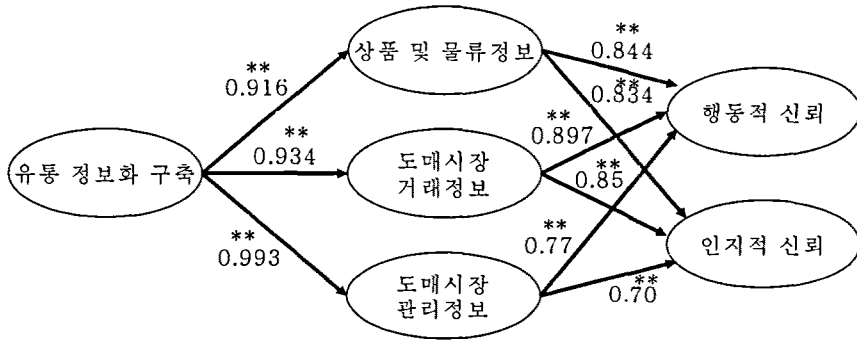 **
0.916
**
0.934
**
0.993
유통 정보화 구축
상품 및 물류정보
도매시장
거래정보
도매시장
관리정보
**
0.844
**
0.834
**
0.897
**
0.85
**
0.77
**
0.70
행동적 신뢰
인지적 신뢰